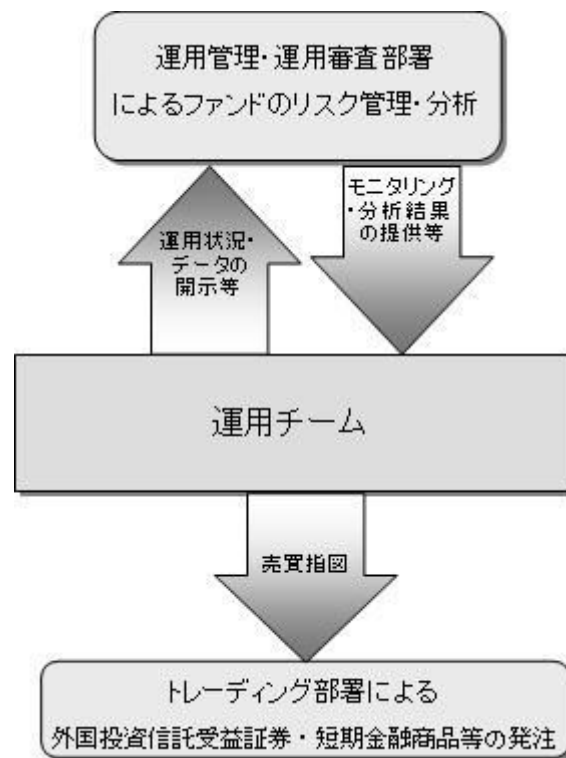 運用管理・運用審査部署
によるファンドのリスク管理・分析
運用状況・
データの
開示等
モニタリング
・分析結果
の提供等
運用チーム
売買指図
トレーディング部署による
外国投資信託受益証券・短期金融商品等の発注